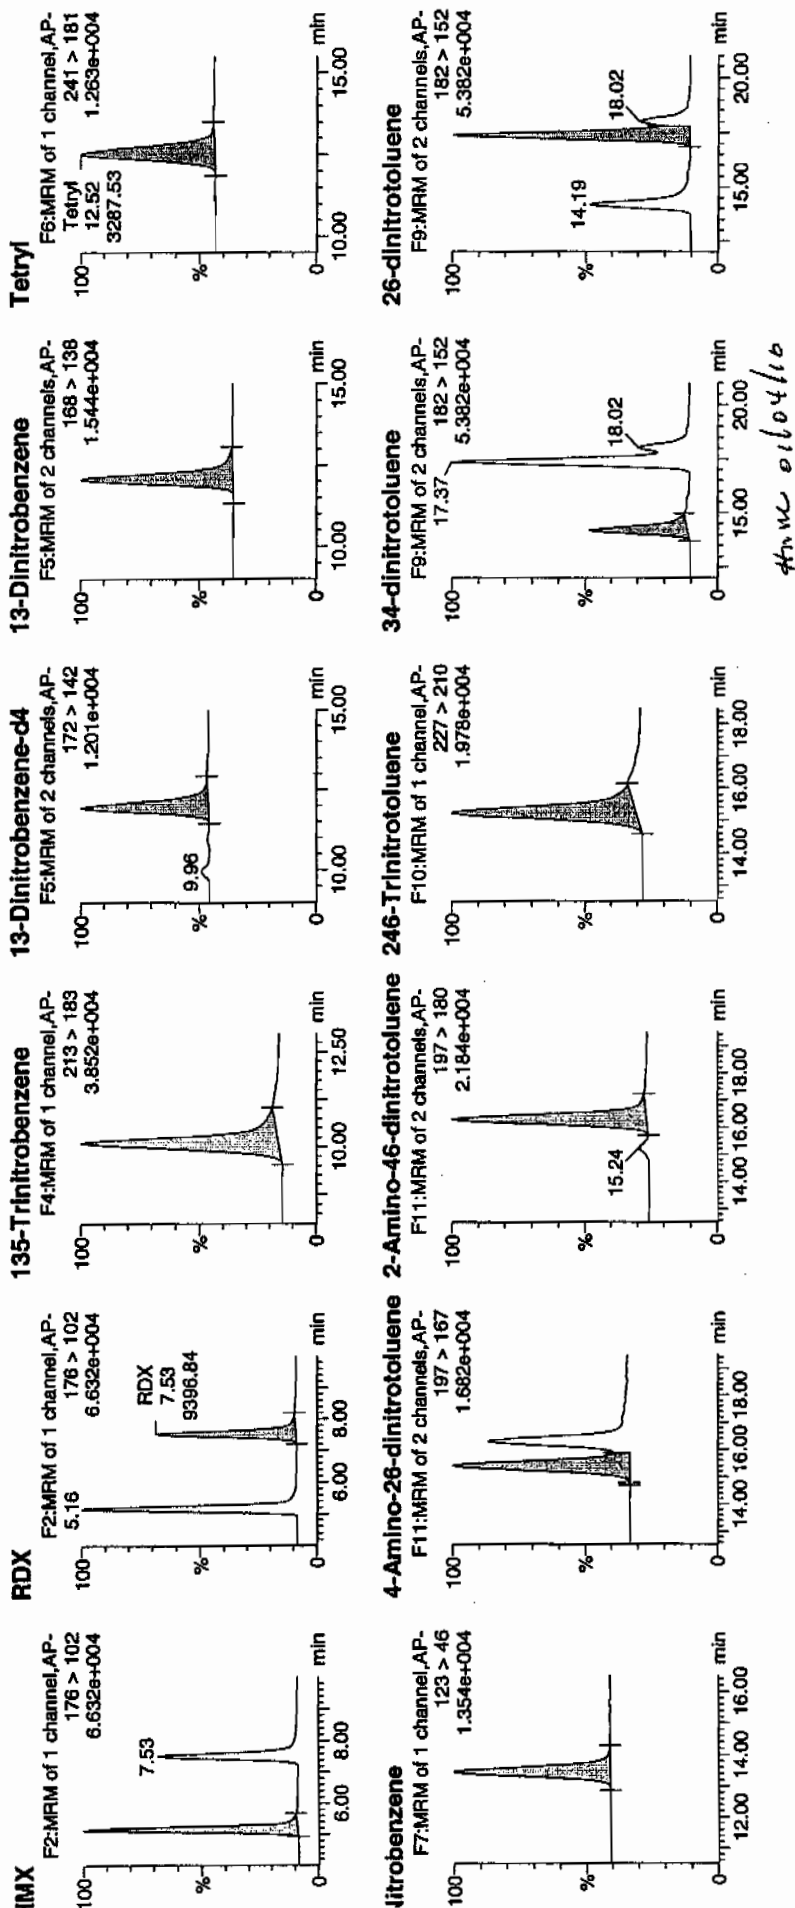 HMX
F2:MRM of 1 channel,AP-
176 > 102
6.632e+004
100
7.53
%
0
6.00 8.00
min
RDX
F2:MRM of 1 channel,AP-
176 > 102
6.632e+004
100
5.16
RDX
7.53
9396.84
%
0
6.00 8.00
min
135-Trinitrobenzene
F4:MRM of 1 channel,AP-
213 > 183
3.852e+004
100
%
0
10.00 12.50
min
13-Dinitrobenzene-d4
F5:MRM of 2 channels,AP-
172 > 142
1.201e+004
100
9.96
%
0
10.00 15.00
min
13-Dinitrobenzene
F5:MRM of 2 channels,AP-
168 > 138
1.544e+004
100
%
0
10.00 15.00
min
Tetryl
F6:MRM of 1 channel,AP-
241 > 181
1.263e+004
100
Tetryl
12.52
3287.53
%
0
10.00 15.00
min
Nitrobenzene
F7:MRM of 1 channel,AP-
123 > 46
1.354e+004
100
%
0
12.00 14.00 16.00
min
4-Amino-26-dinitrotoluene
F11:MRM of 2 channels,AP-
197 > 167
1.682e+004
100
%
0
14.00 16.00 18.00
min
2-Amino-46-dinitrotoluene
F11:MRM of 2 channels,AP-
197 > 180
2.184e+004
100
15.24
%
0
14.00 16.00 18.00
min
246-Trinitrotoluene
F10:MRM of 1 channel,AP-
227 > 210
1.978e+004
100
%
0
14.00 16.00 18.00
min
34-dinitrotoluene
F9:MRM of 2 channels,AP-
182 > 152
5.382e+004
100
17.37
18.02
%
0
15.00 20.00
min
26-dinitrotoluene
F9:MRM of 2 channels,AP-
182 > 152
5.382e+004
100
14.19
18.02
%
0
15.00 20.00
min
01/04/10